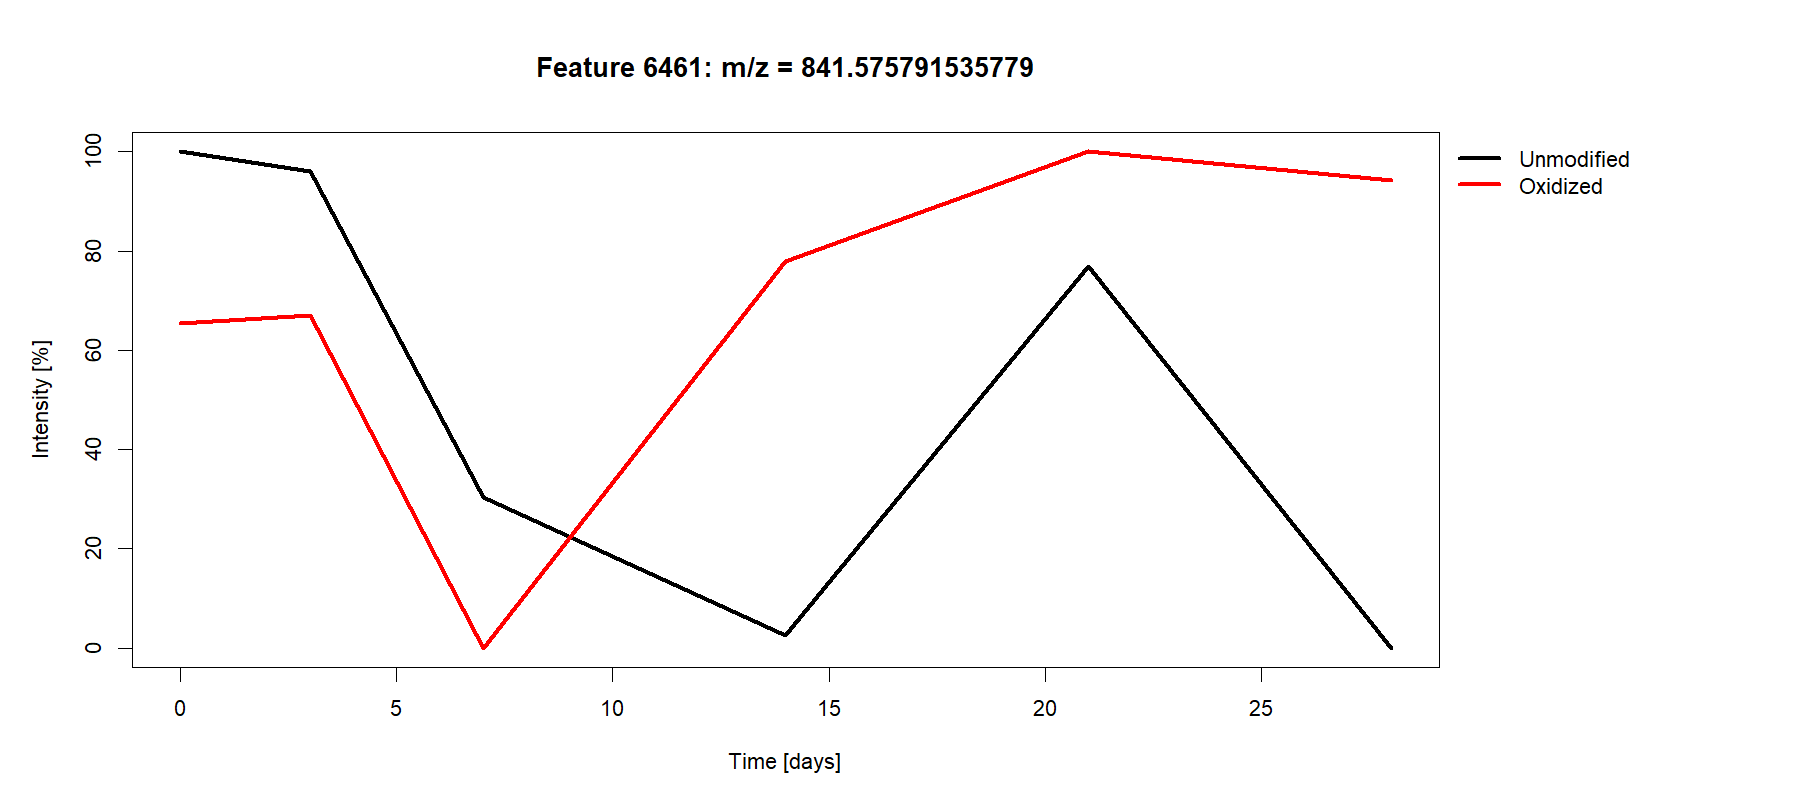 Feature 6461: m/z = 841.575791535779
Unmodified
Oxidized
Intensity [%]
100
80
60
40
20
0
0 5 10 15 20 25
Time [days]